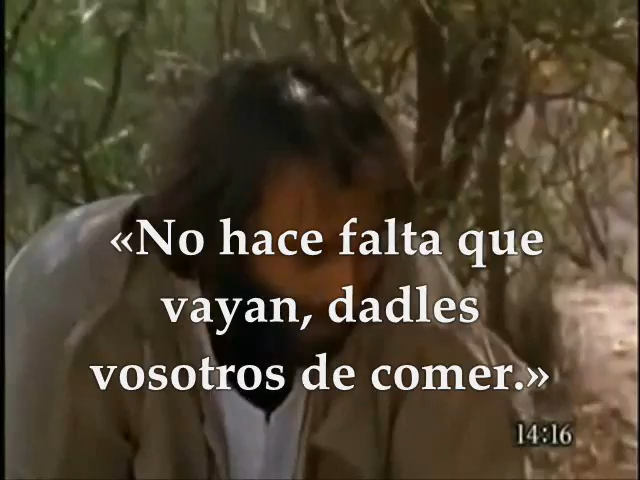 «No hace falta que
vayan, dadles
vosotros de comer.»
14:16